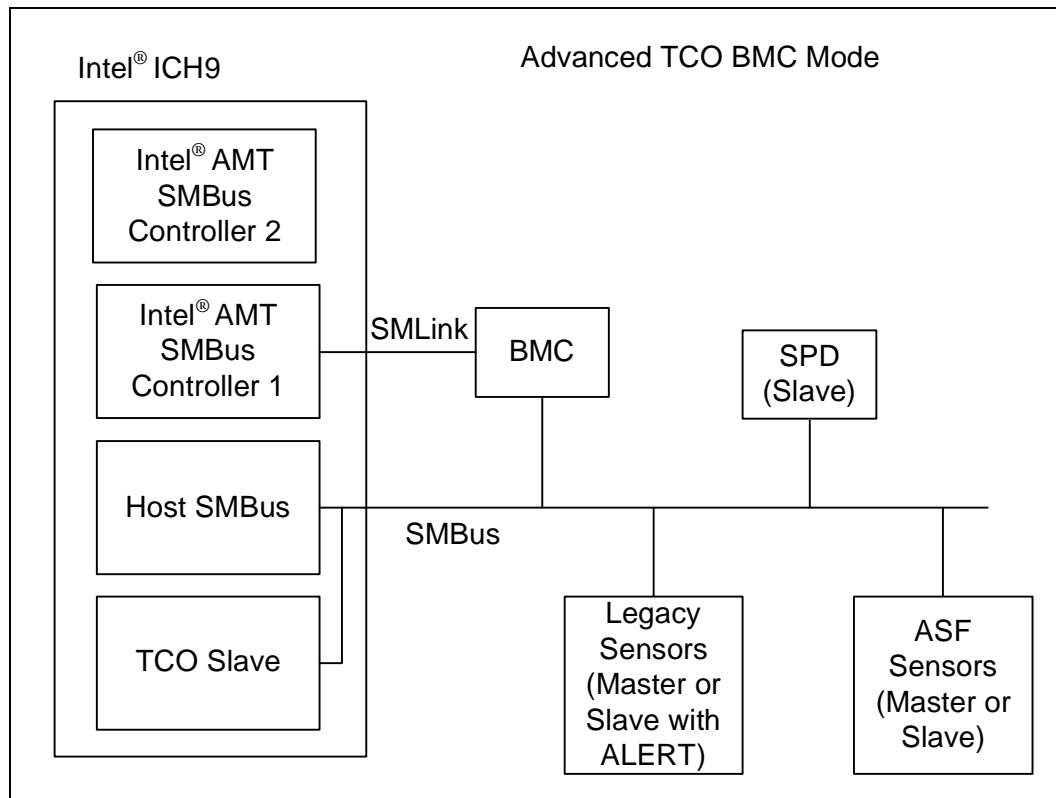 Advanced TCO BMC Mode
Intel® ICH9
Intel® AMT
SMBus
Controller 2
Intel® AMT
SMBus
Controller 1
SMLink
BMC
SPD
(Slave)
Host SMBus
SMBus
TCO Slave
Legacy
Sensors
(Master or
Slave with
ALERT)
ASF
Sensors
(Master or
Slave)